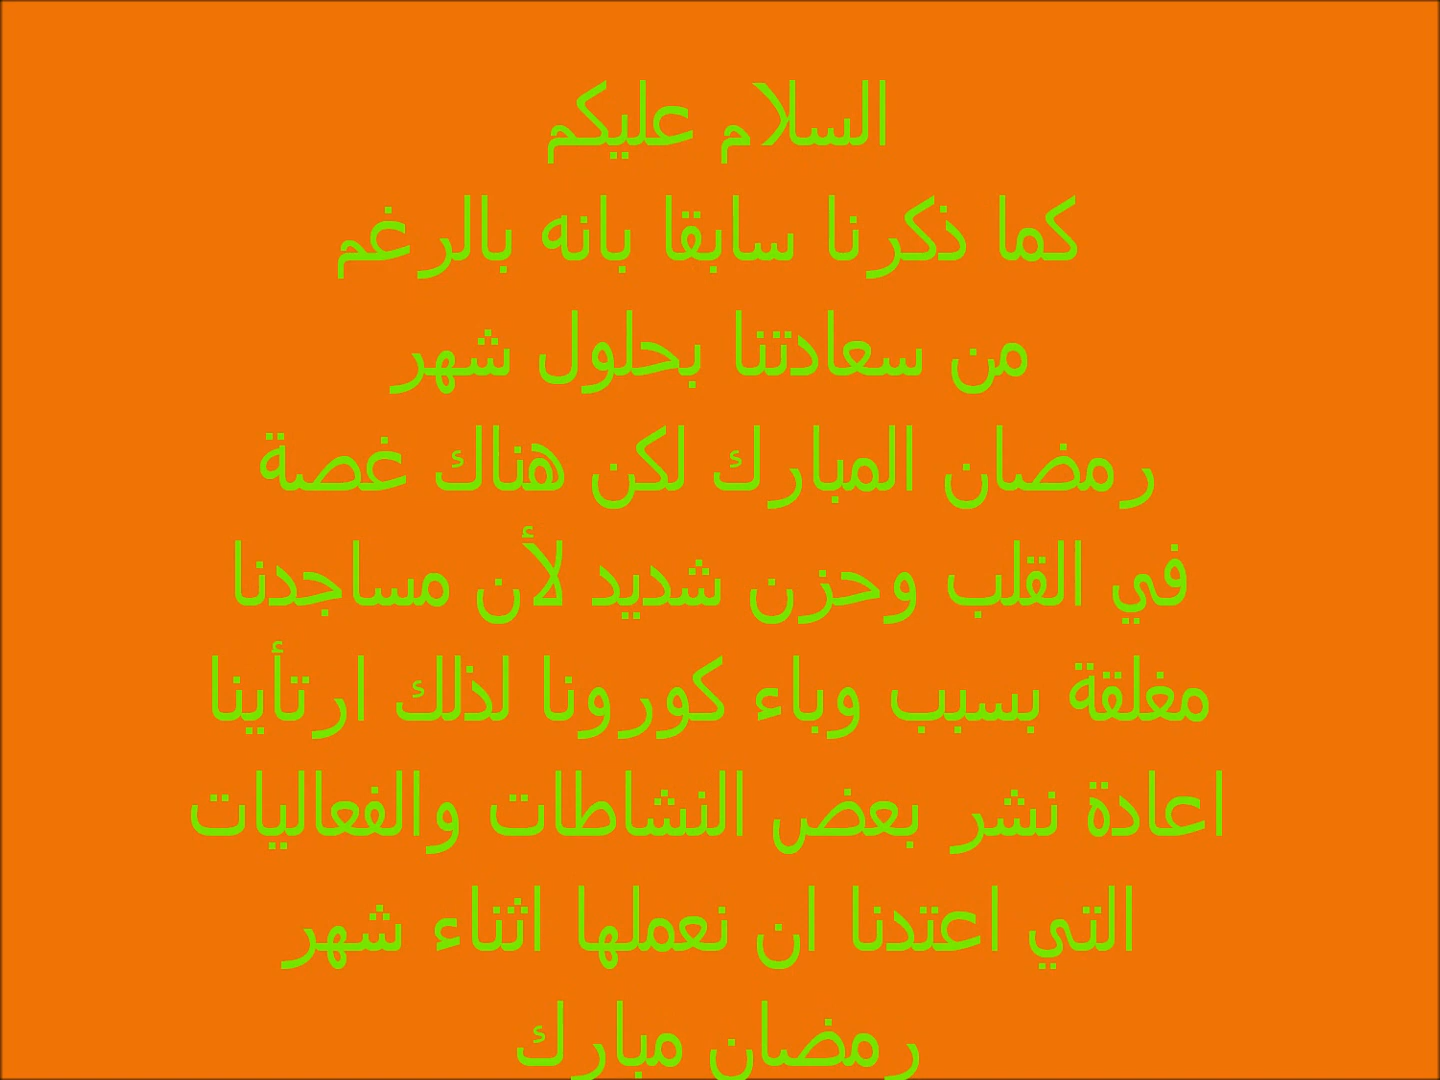 السلام عليكم
كما ذكرنا سابقا بانه بالرغم
من سعادتنا بحلول شهر
رمضان المبارك لكن هناك غصة
في القلب وحزن شديد لأن مساجدنا
مغلقة بسبب وباء كورونا لذلك ارتأينا
اعادة نشر بعض النشاطات والفعاليات
التي اعتدنا ان نعملها اثناء شهر
رمضان مبارك